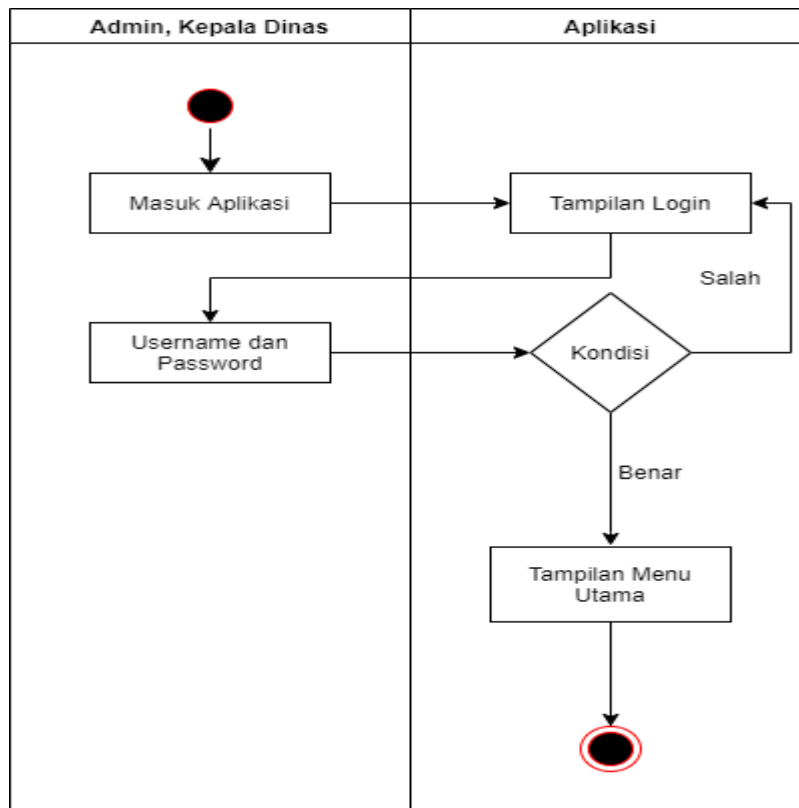 Admin, Kepala Dinas
Aplikasi
Masuk Aplikasi
Tampilan Login
Salah
Username dan
Password
Kondisi
Benar
Tampilan Menu
Utama